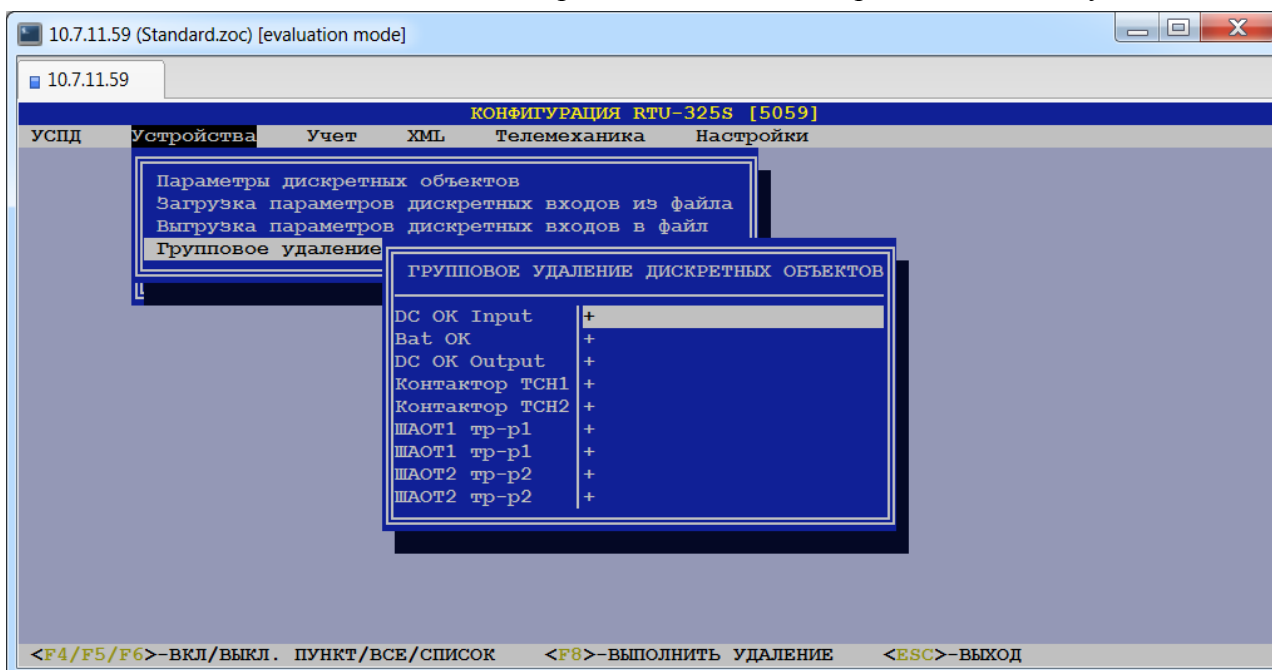 10.7.11.59 (Standard.zoc) [evaluation mode]
10.7.11.59
КОНФИГУРАЦИЯ RTU-325S [5059]
УСПД Устройства Учет XML Телемеханика Настройки
Параметры дискретных объектов
Загрузка параметров дискретных входов из файла
Выгрузка параметров дискретных входов в файл
Групповое удаление
ГРУППОВОЕ УДАЛЕНИЕ ДИСКРЕТНЫХ ОБЪЕКТОВ
DC OK Input +
Bat OK +
DC OK Output +
Контактор ТСН1 +
Контактор ТСН2 +
ШАОТ1 тр-р1 +
ШАОТ1 тр-р1 +
ШАОТ2 тр-р2 +
ШАОТ2 тр-р2 +
<F4/F5/F6>-ВКЛ/ВЫКЛ. ПУНКТ/ВСЕ/СПИСОК <F8>-ВЫПОЛНИТЬ УДАЛЕНИЕ <ESC>-ВЫХОД